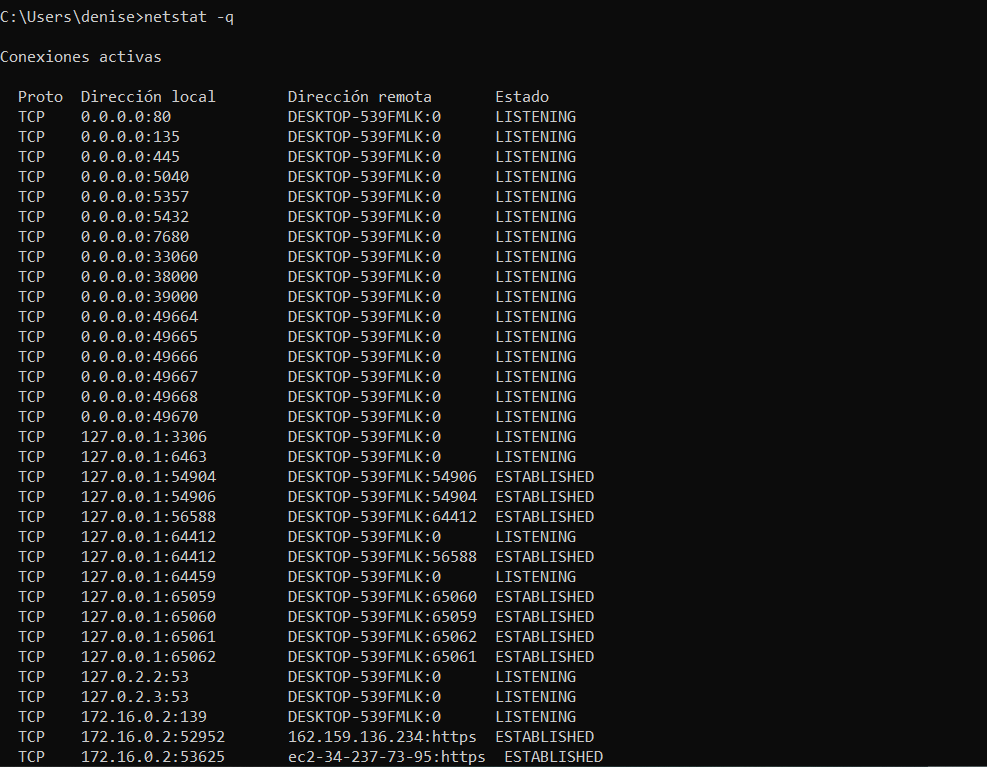 C:\Users\denise>netstat -q
Conexiones activas
Proto  Dirección local        Dirección remota       Estado
TCP    0.0.0.0:80             DESKTOP-539FMLK:0      LISTENING
TCP    0.0.0.0:135            DESKTOP-539FMLK:0      LISTENING
TCP    0.0.0.0:445            DESKTOP-539FMLK:0      LISTENING
TCP    0.0.0.0:5040           DESKTOP-539FMLK:0      LISTENING
TCP    0.0.0.0:5357           DESKTOP-539FMLK:0      LISTENING
TCP    0.0.0.0:5432           DESKTOP-539FMLK:0      LISTENING
TCP    0.0.0.0:7680           DESKTOP-539FMLK:0      LISTENING
TCP    0.0.0.0:33060          DESKTOP-539FMLK:0      LISTENING
TCP    0.0.0.0:38000          DESKTOP-539FMLK:0      LISTENING
TCP    0.0.0.0:39000          DESKTOP-539FMLK:0      LISTENING
TCP    0.0.0.0:49664          DESKTOP-539FMLK:0      LISTENING
TCP    0.0.0.0:49665          DESKTOP-539FMLK:0      LISTENING
TCP    0.0.0.0:49666          DESKTOP-539FMLK:0      LISTENING
TCP    0.0.0.0:49667          DESKTOP-539FMLK:0      LISTENING
TCP    0.0.0.0:49668          DESKTOP-539FMLK:0      LISTENING
TCP    0.0.0.0:49670          DESKTOP-539FMLK:0      LISTENING
TCP    127.0.0.1:3306         DESKTOP-539FMLK:0      LISTENING
TCP    127.0.0.1:6463         DESKTOP-539FMLK:0      LISTENING
TCP    127.0.0.1:54904        DESKTOP-539FMLK:54906  ESTABLISHED
TCP    127.0.0.1:54906        DESKTOP-539FMLK:54904  ESTABLISHED
TCP    127.0.0.1:56588        DESKTOP-539FMLK:64412  ESTABLISHED
TCP    127.0.0.1:64412        DESKTOP-539FMLK:0      LISTENING
TCP    127.0.0.1:64412        DESKTOP-539FMLK:56588  ESTABLISHED
TCP    127.0.0.1:64459        DESKTOP-539FMLK:0      LISTENING
TCP    127.0.0.1:65059        DESKTOP-539FMLK:65060  ESTABLISHED
TCP    127.0.0.1:65060        DESKTOP-539FMLK:65059  ESTABLISHED
TCP    127.0.0.1:65061        DESKTOP-539FMLK:65062  ESTABLISHED
TCP    127.0.0.1:65062        DESKTOP-539FMLK:65061  ESTABLISHED
TCP    127.0.2.2:53           DESKTOP-539FMLK:0      LISTENING
TCP    127.0.2.3:53           DESKTOP-539FMLK:0      LISTENING
TCP    172.16.0.2:139         DESKTOP-539FMLK:0      LISTENING
TCP    172.16.0.2:52952       162.159.136.234:https  ESTABLISHED
TCP    172.16.0.2:53625       ec2-34-237-73-95:https  ESTABLISHED